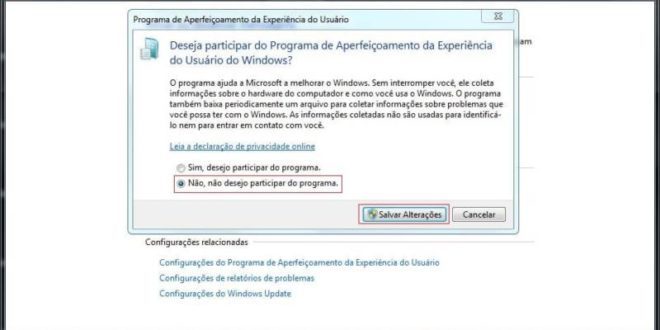 Programa de Aperfeiçoamento da Experiência do Usuário
Deseja participar do Programa de Aperfeiçoamento da Experiência
do Usuário do Windows?
am
O programa ajuda a Microsoft a melhorar o Windows. Sem interromper você, ele coleta
informações sobre o hardware do computador e como você usa o Windows. O programa
também baixa periodicamente um arquivo para coletar informações sobre problemas que
você possa ter com o Windows. As informações coletadas não são usadas para identificá-
lo nem para entrar em contato com você.
Leia a declaração de privacidade online
Sim, desejo participar do programa.
Não, não desejo participar do programa.
Salvar Alterações
Cancelar
Configurações relacionadas
Configurações do Programa de Aperfeiçoamento da Experiência do Usuário
Configurações de relatórios de problemas
Configurações do Windows Update